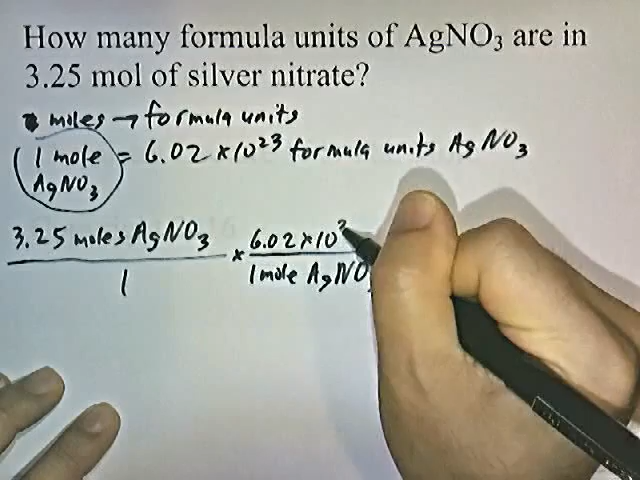 How many formula units of AgNO₃ are in
3.25 mol of silver nitrate?
moles → formula units
1 mole = 6.02 × 10²³ formula units AgNO₃
AgNO₃
3.25 moles AgNO₃ × 6.02 × 10²
1 1 mole AgNO